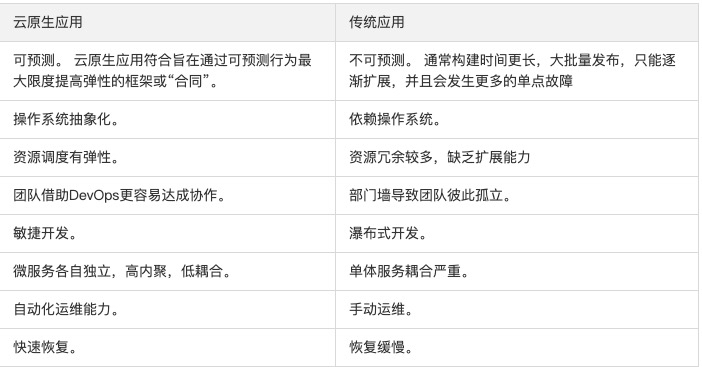 云原生应用
传统应用
可预测。 云原生应用符合旨在通过可预测行为最
大限度提高弹性的框架或“合同”。
不可预测。 通常构建时间更长，大批量发布，只能逐
渐扩展，并且会发生更多的单点故障
操作系统抽象化。
依赖操作系统。
资源调度有弹性。
资源冗余较多，缺乏扩展能力
团队借助DevOps更容易达成协作。
部门墙导致团队彼此孤立。
敏捷开发。
瀑布式开发。
微服务各自独立，高内聚，低耦合。
单体服务耦合严重。
自动化运维能力。
手动运维。
快速恢复。
恢复缓慢。